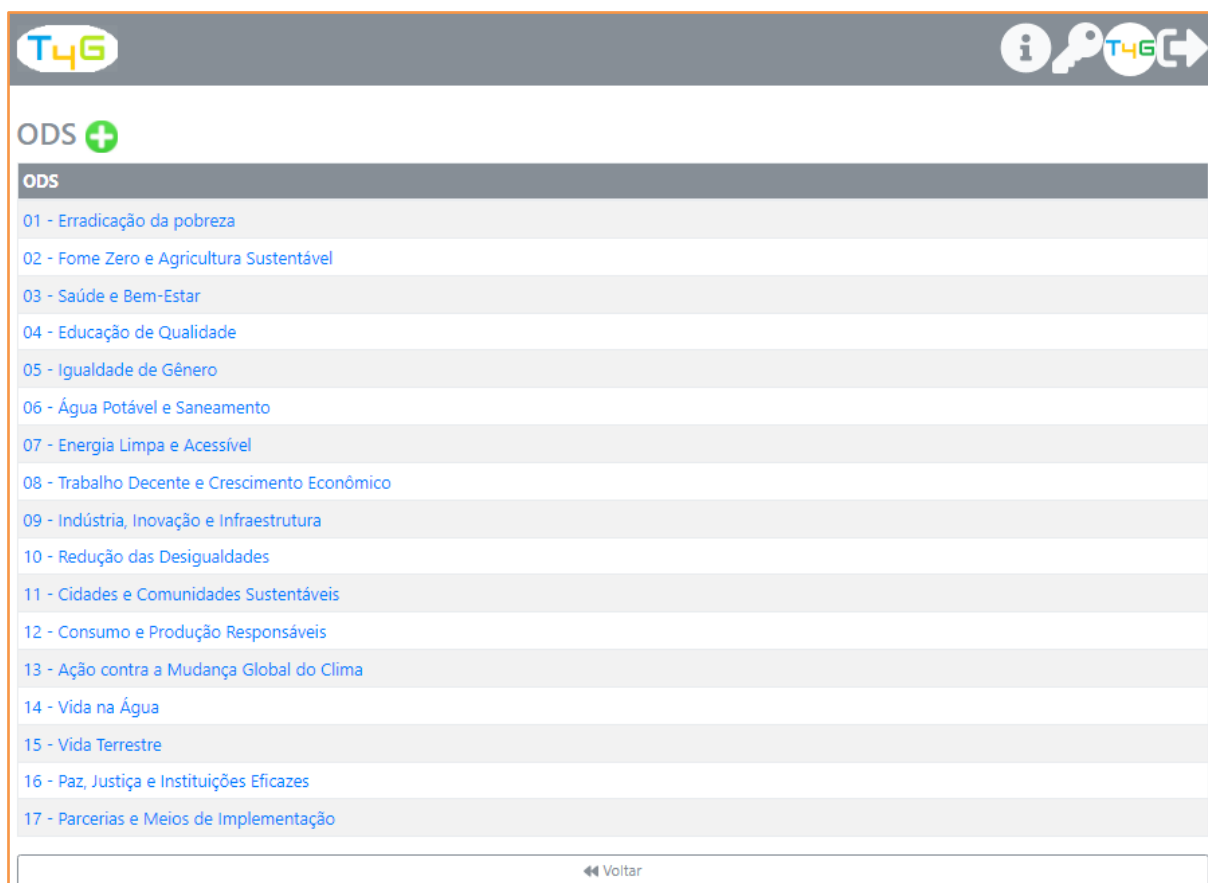 T4G
T4G
ODS
ODS
01 - Erradicação da pobreza
02 - Fome Zero e Agricultura Sustentável
03 - Saúde e Bem-Estar
04 - Educação de Qualidade
05 - Igualdade de Gênero
06 - Água Potável e Saneamento
07 - Energia Limpa e Acessível
08 - Trabalho Decente e Crescimento Econômico
09 - Indústria, Inovação e Infraestrutura
10 - Redução das Desigualdades
11 - Cidades e Comunidades Sustentáveis
12 - Consumo e Produção Responsáveis
13 - Ação contra a Mudança Global do Clima
14 - Vida na Água
15 - Vida Terrestre
16 - Paz, Justiça e Instituições Eficazes
17 - Parcerias e Meios de Implementação
Voltar